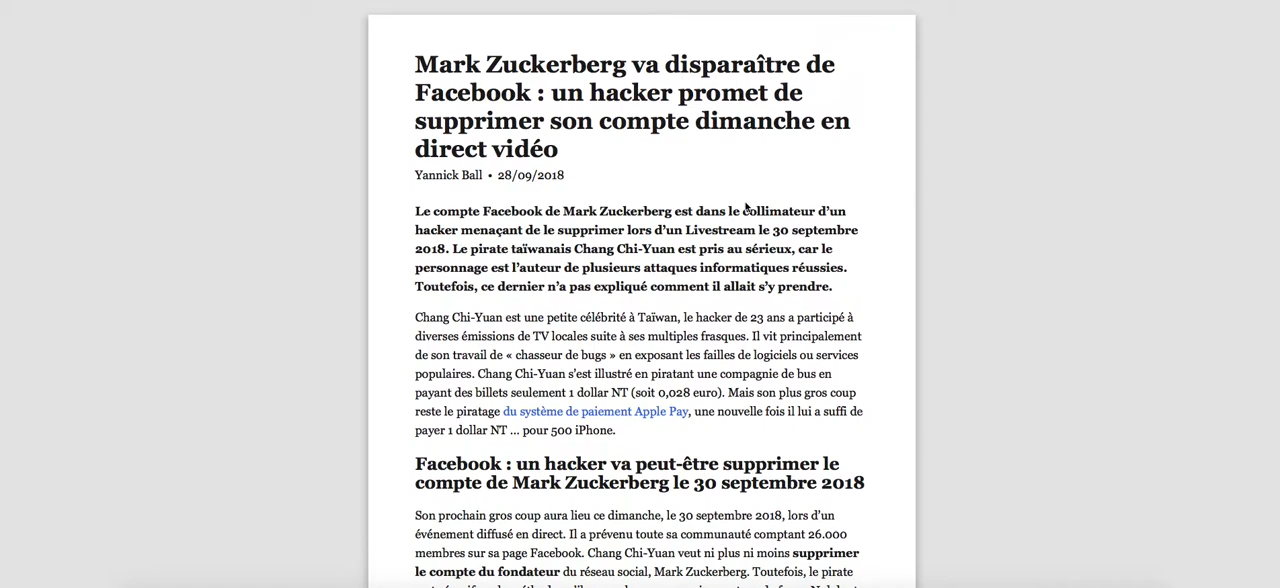 Mark Zuckerberg va disparaître de
Facebook : un hacker promet de
supprimer son compte dimanche en
direct vidéo
Yannick Ball • 28/09/2018
Le compte Facebook de Mark Zuckerberg est dans le collimateur d'un
hacker menaçant de le supprimer lors d'un Livestream le 30 septembre
2018. Le pirate taïwanais Chang Chi-Yuan est pris au sérieux, car le
personnage est l'auteur de plusieurs attaques informatiques réussies.
Toutefois, ce dernier n'a pas expliqué comment il allait s'y prendre.
Chang Chi-Yuan est une petite célébrité à Taïwan, le hacker de 23 ans a participé à
diverses émissions de TV locales suite à ses multiples frasques. Il vit principalement
de son travail de « chasseur de bugs » en exposant les failles de logiciels ou services
populaires. Chang Chi-Yuan s'est illustré en piratant une compagnie de bus en
payant des billets seulement 1 dollar NT (soit 0,028 euro). Mais son plus gros coup
reste le piratage du système de paiement Apple Pay, une nouvelle fois il lui a suffi de
payer 1 dollar NT ... pour 500 iPhone.
Facebook : un hacker va peut-être supprimer le
compte de Mark Zuckerberg le 30 septembre 2018
Son prochain gros coup aura lieu ce dimanche, le 30 septembre 2018, lors d'un
événement diffusé en direct. Il a prévenu toute sa communauté comptant 26.000
membres sur sa page Facebook. Chang Chi-Yuan veut ni plus ni moins supprimer
le compte du fondateur du réseau social, Mark Zuckerberg. Toutefois, le pirate